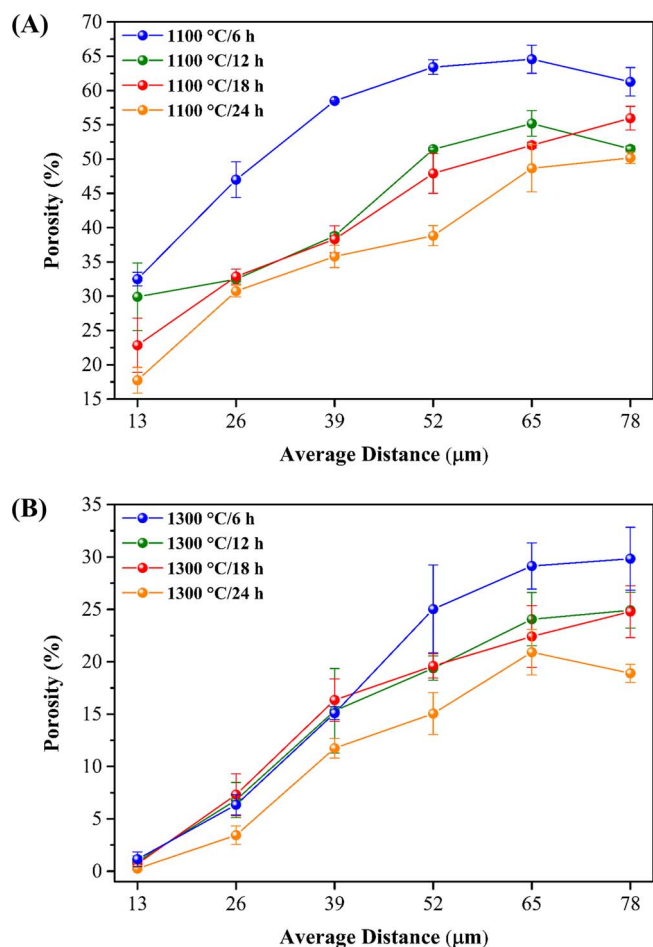 (A)
70
65
60
55
50
45
40
35
30
25
20
15
Porosity (%)
1100 °C/6 h
1100 °C/12 h
1100 °C/18 h
1100 °C/24 h
13 26 39 52 65 78
Average Distance (μm)
(B)
35
30
25
20
15
10
5
0
Porosity (%)
1300 °C/6 h
1300 °C/12 h
1300 °C/18 h
1300 °C/24 h
13 26 39 52 65 78
Average Distance (μm)